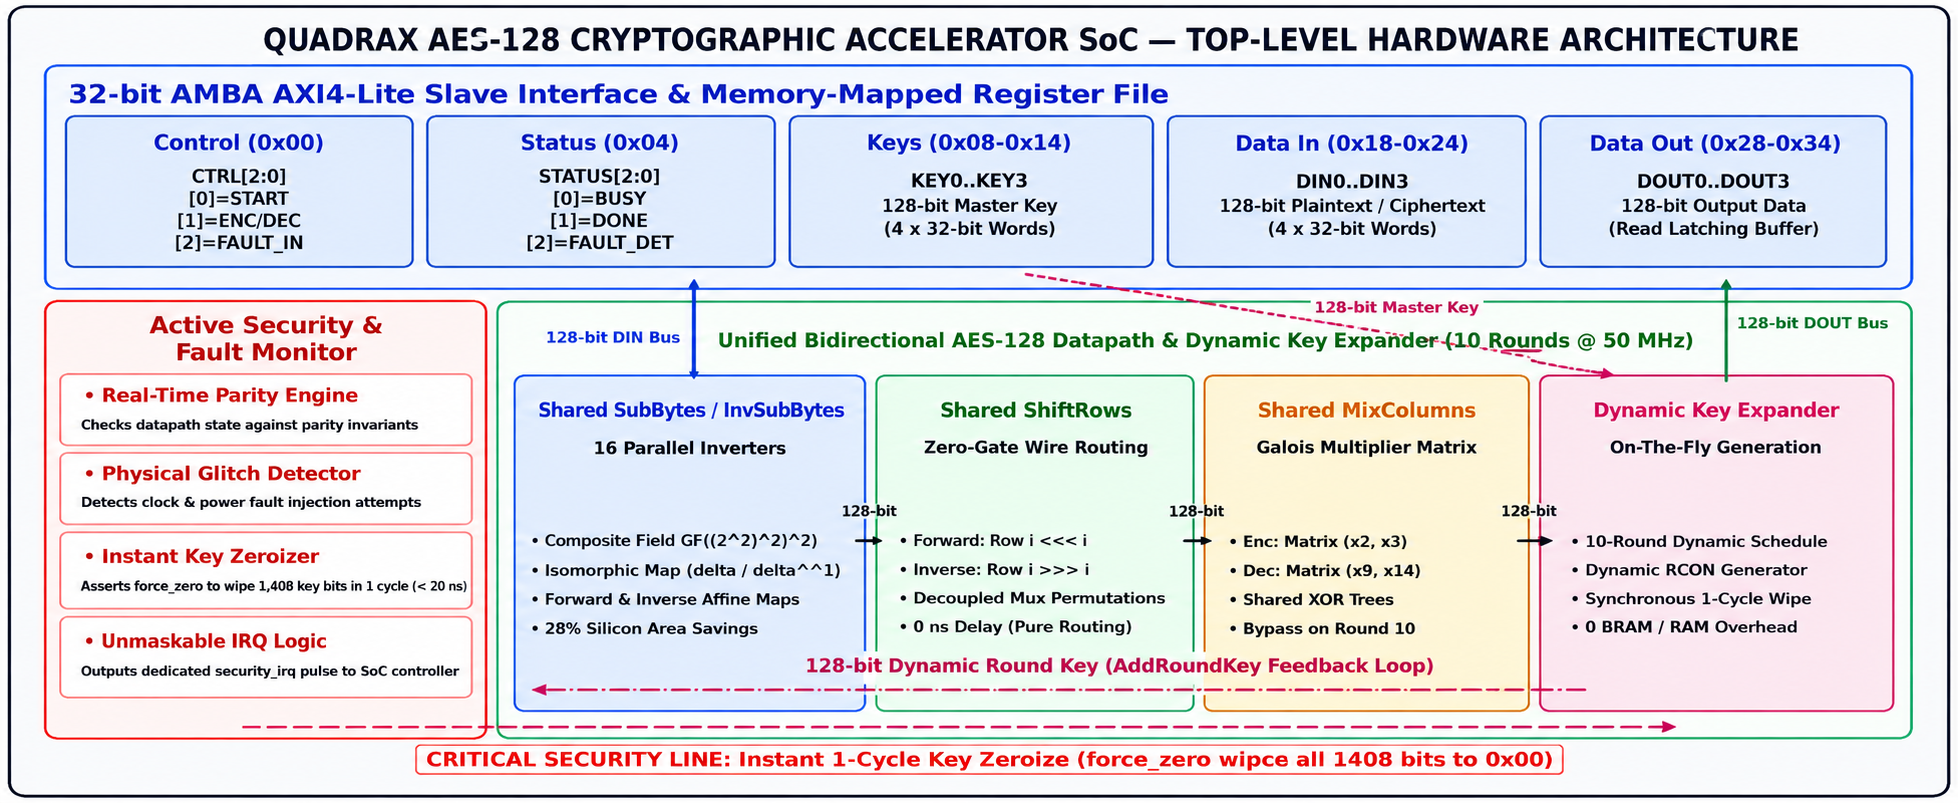 QUADRAX AES-128 CRYPTOGRAPHIC ACCELERATOR SoC — TOP-LEVEL HARDWARE ARCHITECTURE
32-bit AMBA AXI4-Lite Slave Interface & Memory-Mapped Register File
Control (0x00)
CTRL[2:0]
[0]=START
[1]=ENC/DEC
[2]=FAULT_IN
Status (0x04)
STATUS[2:0]
[0]=BUSY
[1]=DONE
[2]=FAULT_DET
Keys (0x08-0x14)
KEY0..KEY3
128-bit Master Key
(4 x 32-bit Words)
Data In (0x18-0x24)
DIN0..DIN3
128-bit Plaintext / Ciphertext
(4 x 32-bit Words)
Data Out (0x28-0x34)
DOUT0..DOUT3
128-bit Output Data
(Read Latching Buffer)
Active Security &
Fault Monitor
• Real-Time Parity Engine
Checks datapath state against parity invariants
• Physical Glitch Detector
Detects clock & power fault injection attempts
• Instant Key Zeroizer
Asserts force_zero to wipe 1,408 key bits in 1 cycle (< 20 ns)
• Unmaskable IRQ Logic
Outputs dedicated security_irq pulse to SoC controller
128-bit DIN Bus
128-bit Master Key
128-bit DOUT Bus
Unified Bidirectional AES-128 Datapath & Dynamic Key Expander (10 Rounds @ 50 MHz)
Shared SubBytes / InvSubBytes
16 Parallel Inverters
• Composite Field GF((2^2)^2)^2)
• Isomorphic Map (delta / delta^^1)
• Forward & Inverse Affine Maps
• 28% Silicon Area Savings
128-bit
Shared ShiftRows
Zero-Gate Wire Routing
• Forward: Row i <<< i
• Inverse: Row i >>> i
• Decoupled Mux Permutations
• 0 ns Delay (Pure Routing)
128-bit
Shared MixColumns
Galois Multiplier Matrix
• Enc: Matrix (x2, x3)
• Dec: Matrix (x9, x14)
• Shared XOR Trees
• Bypass on Round 10
128-bit
Dynamic Key Expander
On-The-Fly Generation
• 10-Round Dynamic Schedule
• Dynamic RCON Generator
• Synchronous 1-Cycle Wipe
• 0 BRAM / RAM Overhead
128-bit Dynamic Round Key (AddRoundKey Feedback Loop)
CRITICAL SECURITY LINE: Instant 1-Cycle Key Zeroize (force_zero wipce all 1408 bits to 0x00)